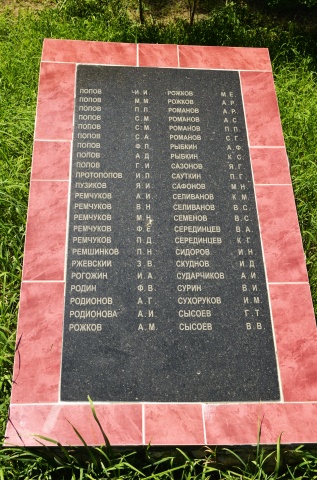 ПОПОВ И. И.
ПОПОВ М. М.
ПОПОВ П. П.
ПОПОВ С. М.
ПОПОВ С. М.
ПОПОВ С. А.
ПОПОВ Ф. П.
ПОПОВ А. Д.
ПОПОВ Г. И.
ПРОТОПОПОВ И. П.
ПУЗИКОВ Я. И.
РЕМЧУКОВ А. И.
РЕМЧУКОВ В. Н.
РЕМЧУКОВ М. Н.
РЕМЧУКОВ Ф. Е.
РЕМЧУКОВ П. Д.
РЕМШИНКОВ П. Н.
РЖЕВСКИЙ З. В.
РОГОЖИН И. А.
РОДИН Ф. В.
РОДИОНОВ А. Г.
РОДИОНОВА А. И.
РОЖКОВ А. М.
РОЖКОВ М. Е.
РОЖКОВ А. Р.
РОМАНОВ А. Р.
РОМАНОВ А. С.
РОМАНОВ П. П.
РОМАНОВ С. Г.
РЫБКИН А. Ф.
РЫБКИН К. С.
САЗОНОВ Я. Г.
САУТКИН П. Г.
САФОНОВ М. Н.
СЕЛИВАНОВ К. М.
СЕЛИВАНОВ В. С.
СЕМЕНОВ В. С.
СЕРЕДИНЦЕВ В. А.
СЕРЕДИНЦЕВ К. Г.
СИДОРОВ И. Н.
СКУДНОВ И. Д.
СУДАРЧИКОВ А. И.
СУРИН В. И.
СУХОРУКОВ И. М.
СЫСОЕВ Г. Т.
СЫСОЕВ В. В.